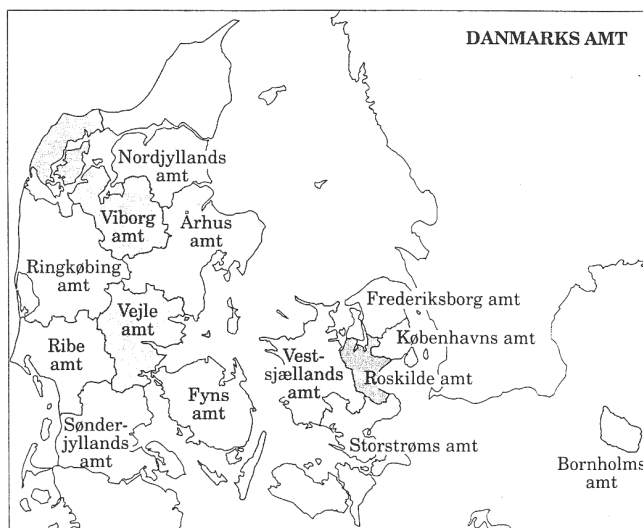 DANMARKS AMT
Nordjyllands
amt
Viborg
amt
Århus
amt
Ringkøbing
amt
Vejle
amt
Ribe
amt
Frederiksborg amt
Københavns amt
Vest-
sjællands
amt
Roskilde amt
Fyns
amt
Sønder-
jyllands
amt
Storstrøms amt
Bornholms
amt